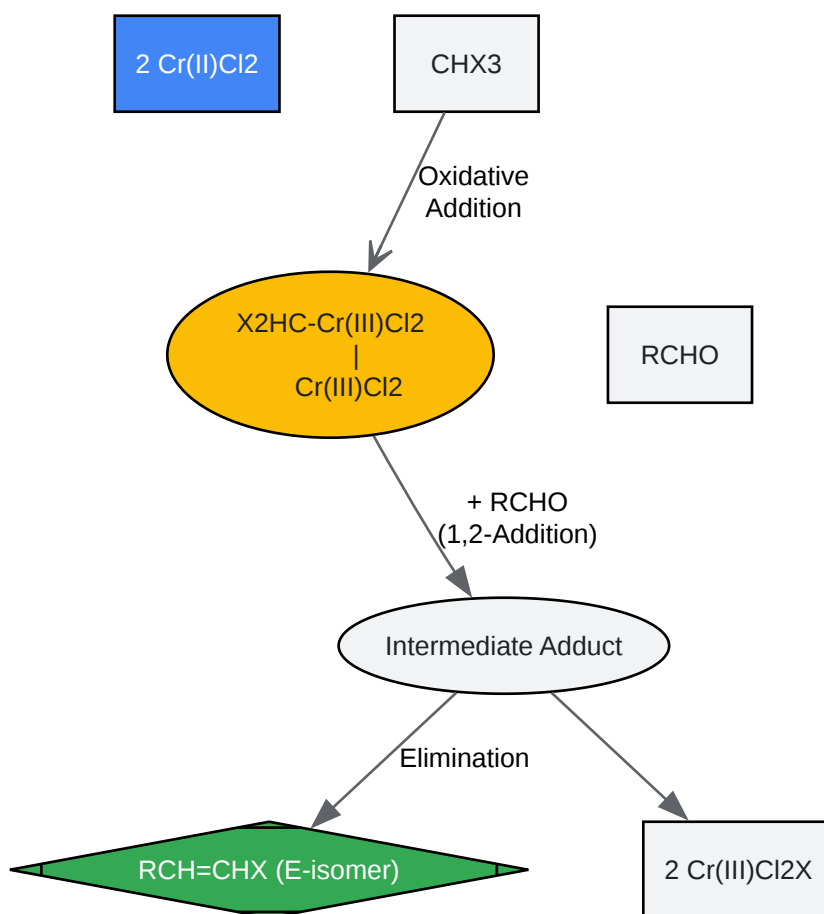 2 Cr(II)Cl2
CHX3
Oxidative
Addition
X2HC-Cr(III)Cl2
|
Cr(III)Cl2
RCHO
+ RCHO
(1,2-Addition)
Intermediate Adduct
Elimination
RCH=CHX (E-isomer)
2 Cr(III)Cl2X